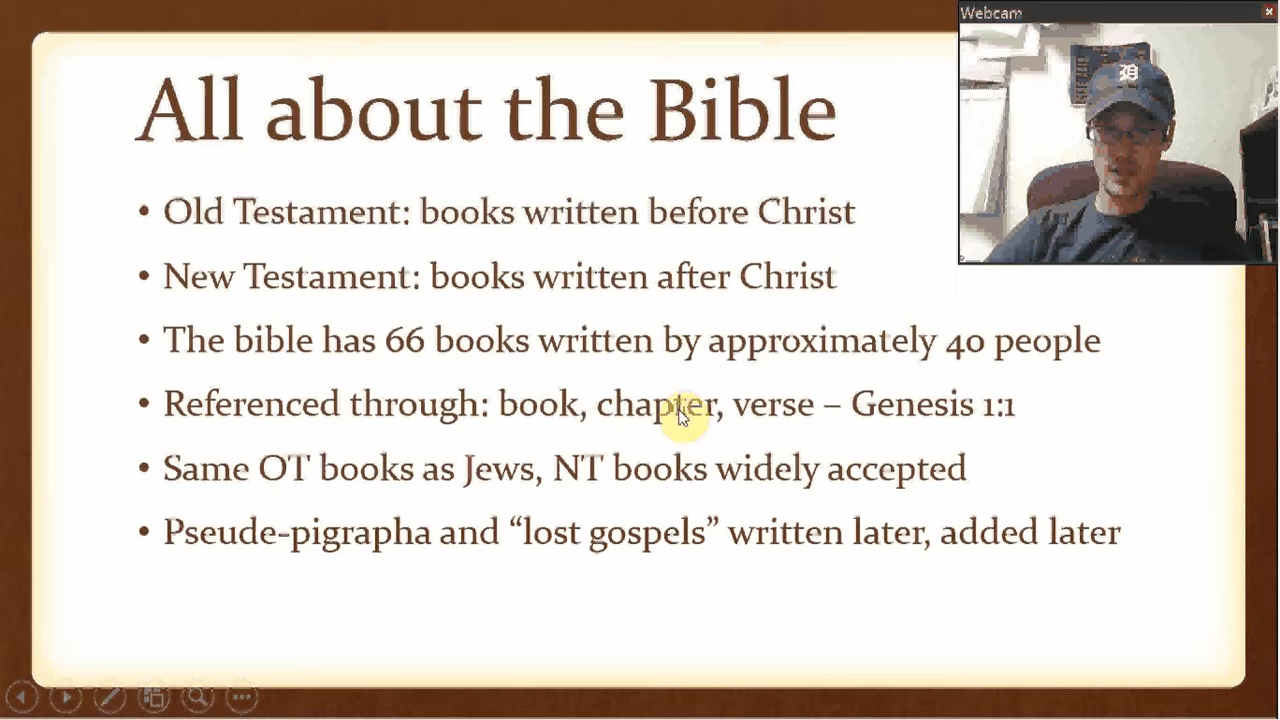 Webcam
All about the Bible
• Old Testament: books written before Christ
• New Testament: books written after Christ
• The bible has 66 books written by approximately 40 people
• Referenced through: book, chapter, verse – Genesis 1:1
• Same OT books as Jews, NT books widely accepted
• Pseude-pigrapha and “lost gospels” written later, added later
D